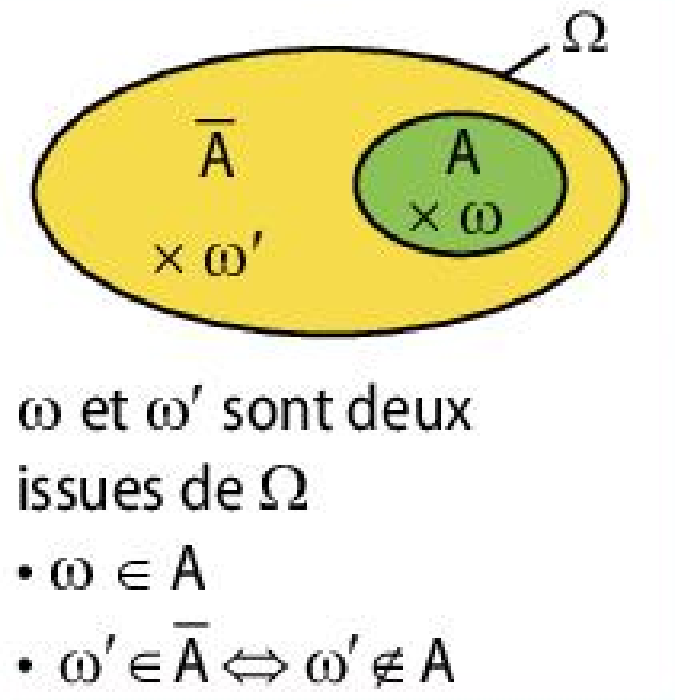 Ω
A̅
A
× ω
× ω′
ω et ω′ sont deux
issues de Ω
• ω ∈ A
• ω′ ∈ A̅ ⇔ ω′ ∉ A